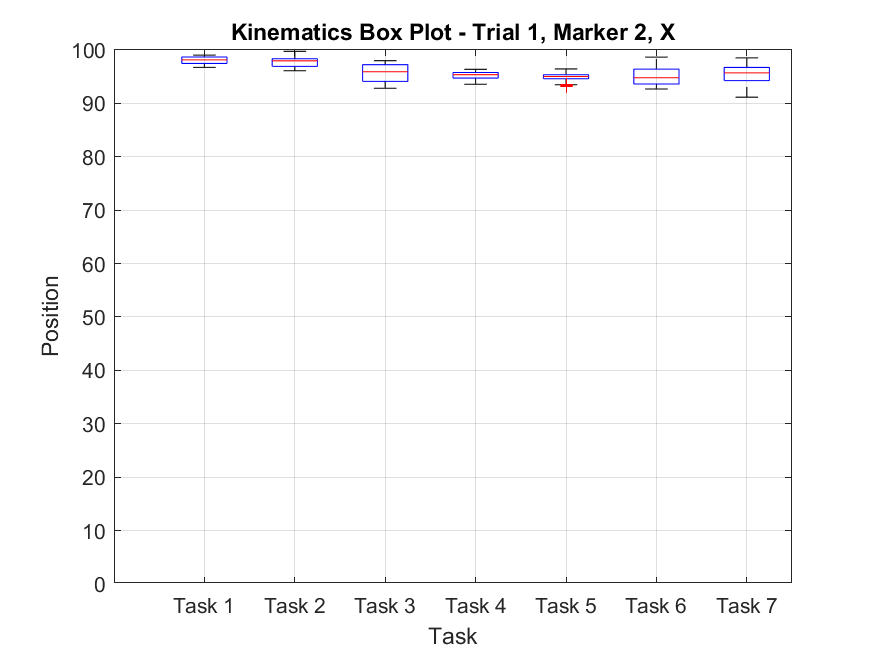 Kinematics Box Plot - Trial 1, Marker 2, X
100
90
80
70
60
50
40
30
20
10
0
Position
Task 1 Task 2 Task 3 Task 4 Task 5 Task 6 Task 7
Task